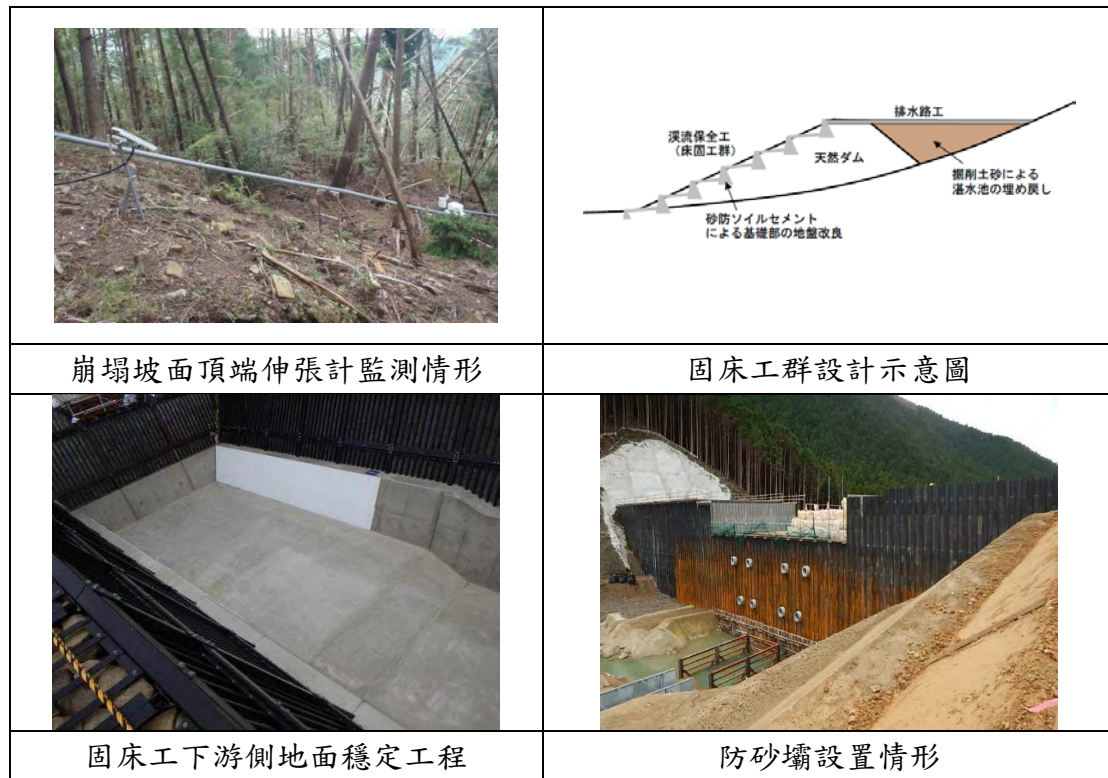 排水路工
渓流保全工
(床固工群)
天然ダム
掘削土砂による
湛水池の埋め戻し
砂防ソイルセメント
による基礎部の地盤改良
崩塌坡面頂端伸張計監測情形
固床工群設計示意圖
固床工下游側地面穩定工程
防砂壩設置情形